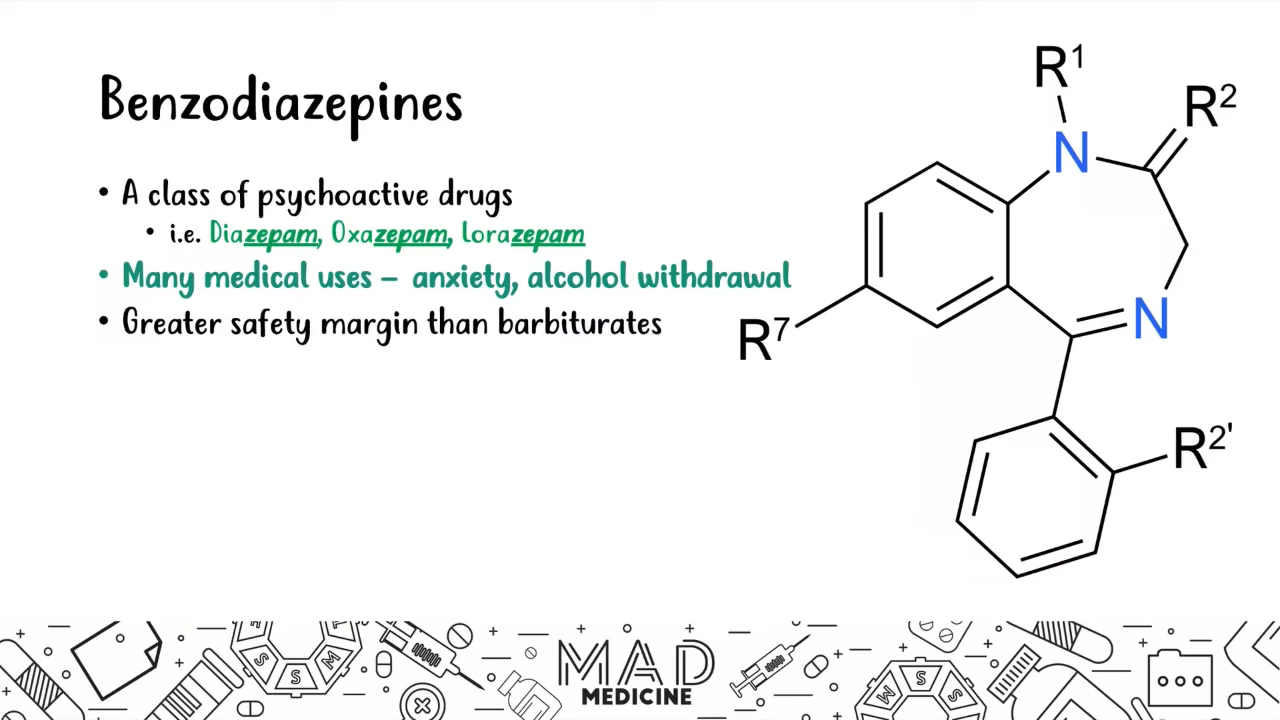 Benzodiazepines
• A class of psychoactive drugs
• i.e. Diazepam, Oxazepam, Lorazepam
• Many medical uses – anxiety, alcohol withdrawal
• Greater safety margin than barbiturates
R¹
R²
N
N
R⁷
R²'
S
S
M
MAD
MEDICINE
M
S
S